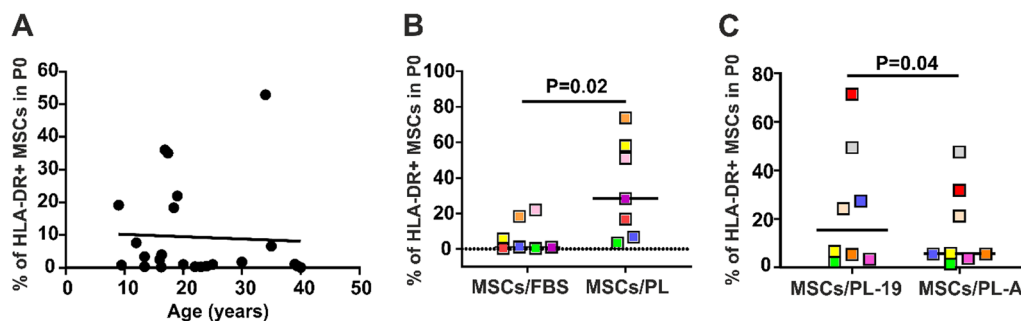 A
% of HLA-DR+ MSCs in P0
60
50
40
30
20
10
0
0 10 20 30 40 50
Age (years)
B
% of HLA-DR+ MSCs in P0
100
80
60
40
20
0
P=0.02
MSCs/FBS MSCs/PL
C
% of HLA-DR+ MSCs in P0
80
60
40
20
0
P=0.04
MSCs/PL-19 MSCs/PL-A